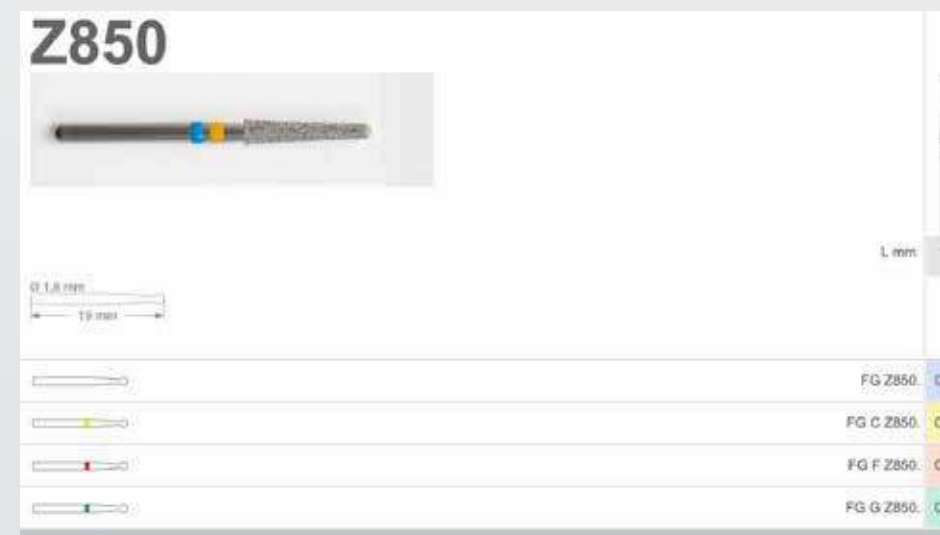 Z850
L mm
Ø 1,6 mm
19 mm
FG Z850.
FG C Z850.
FG F Z850.
FG G Z850.